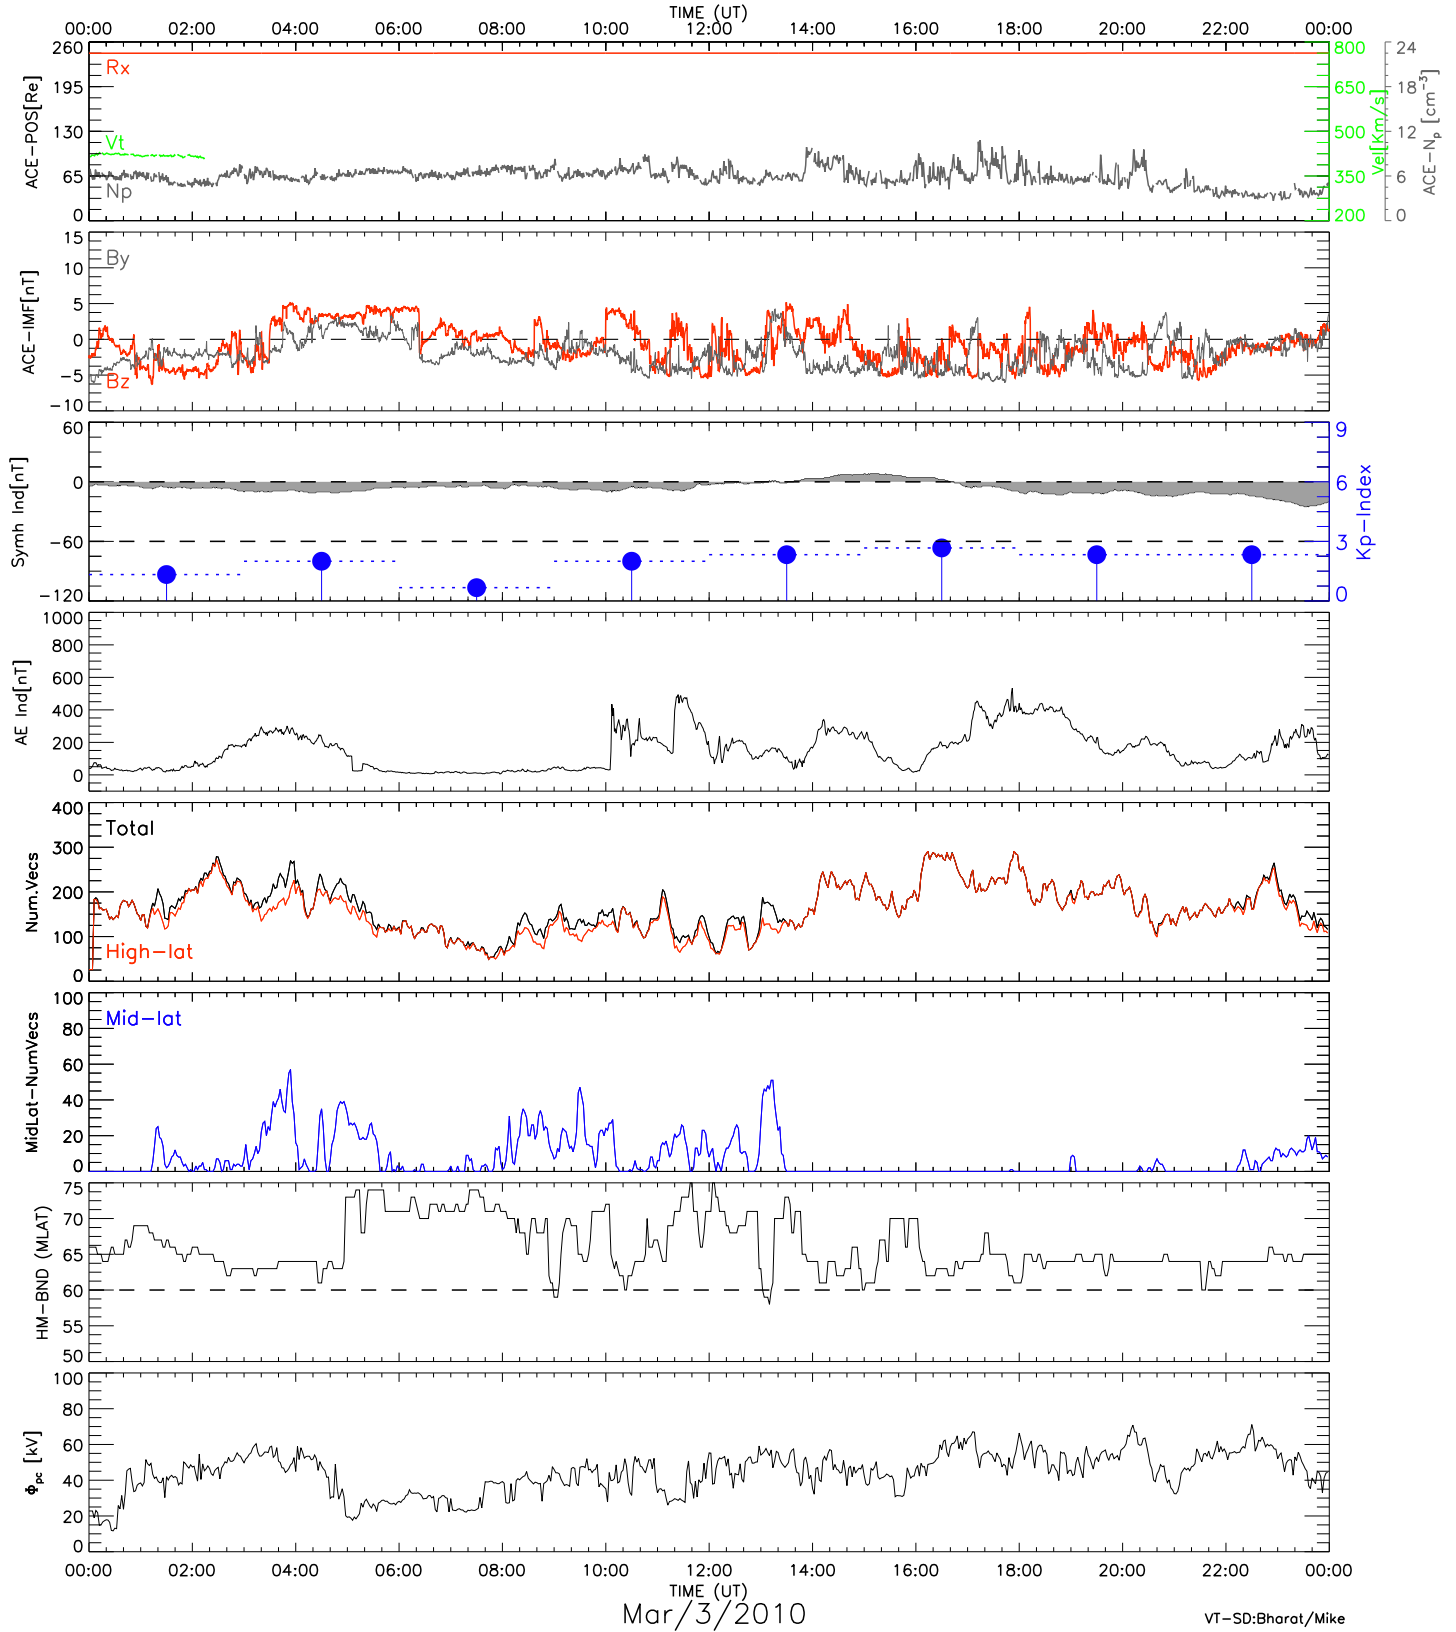 TIME (UT)
00:00 02:00 04:00 06:00 08:00 10:00 12:00 14:00 16:00 18:00 20:00 22:00 00:00
ACE-POS[Re]
260
195
130
65
0
Rx
Vt
Np
800
650
500
350
200
Vel[Km/s]
24
18
12
6
0
ACE-Np [cm-3]
ACE-IMF[nT]
15
10
5
0
-5
-10
By
Bz
Symh Ind[nT]
60
0
-60
-120
9
6
3
0
Kp-Index
AE Ind[nT]
1000
800
600
400
200
0
Num.Vecs
400
300
200
100
0
Total
High-lat
MidLat-NumVecs
100
80
60
40
20
0
Mid-lat
HM-BND (MLAT)
75
70
65
60
55
50
Φpc [kV]
100
80
60
40
20
0
00:00 02:00 04:00 06:00 08:00 10:00 12:00 14:00 16:00 18:00 20:00 22:00 00:00
TIME (UT)
Mar/3/2010
VT-SD:Bharat/Mike